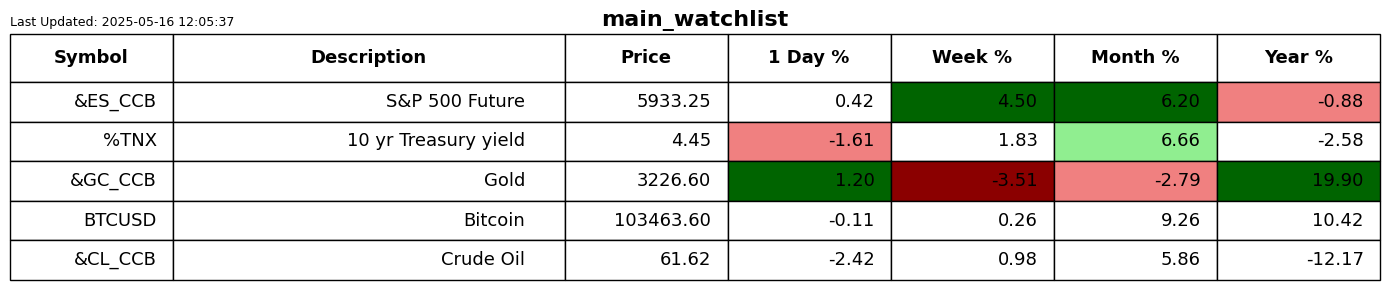 Last Updated: 2025-05-16 12:05:37
main_watchlist
Symbol Description Price 1 Day % Week % Month % Year %
&ES_CCB S&P 500 Future 5933.25 0.42 4.50 6.20 -0.88
%TNX 10 yr Treasury yield 4.45 -1.61 1.83 6.66 -2.58
&GC_CCB Gold 3226.60 1.20 -3.51 -2.79 19.90
BTCUSD Bitcoin 103463.60 -0.11 0.26 9.26 10.42
&CL_CCB Crude Oil 61.62 -2.42 0.98 5.86 -12.17